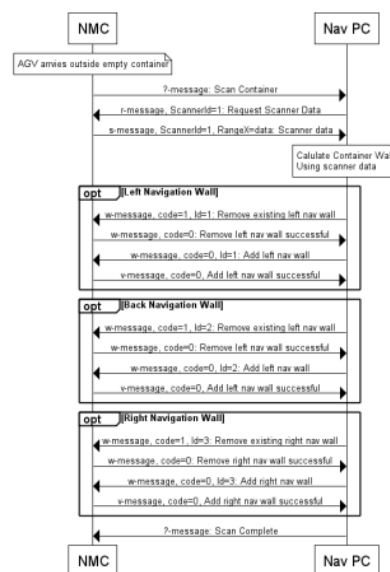 NMC
Nav PC
AGV arrvies outside empty container
?-message: Scan Container
r-message, ScannerId=1: Request Scanner Data
s-message, ScannerId=1, RangeX=data: Scanner data
Calulate Container Wal
Using scanner data
opt [Left Navigation Wall]
w-message, code=1, Id=1: Remove existing left nav wall
w-message, code=0: Remove left nav wall successful
w-message, code=0, Id=1: Add left nav wall
v-message, code=0, Add left nav wall successful
opt [Back Navigation Wall]
w-message, code=1, Id=2: Remove existing left nav wall
w-message, code=0: Remove left nav wall successful
w-message, code=0, Id=2: Add left nav wall
v-message, code=0, Add left nav wall successful
opt [Right Navigation Wall]
w-message, code=1, Id=3: Remove existing right nav wall
w-message, code=0: Remove right nav wall successful
w-message, code=0, Id=3: Add right nav wall
v-message, code=0, Add right nav wall successful
?-message: Scan Complete
NMC
Nav PC